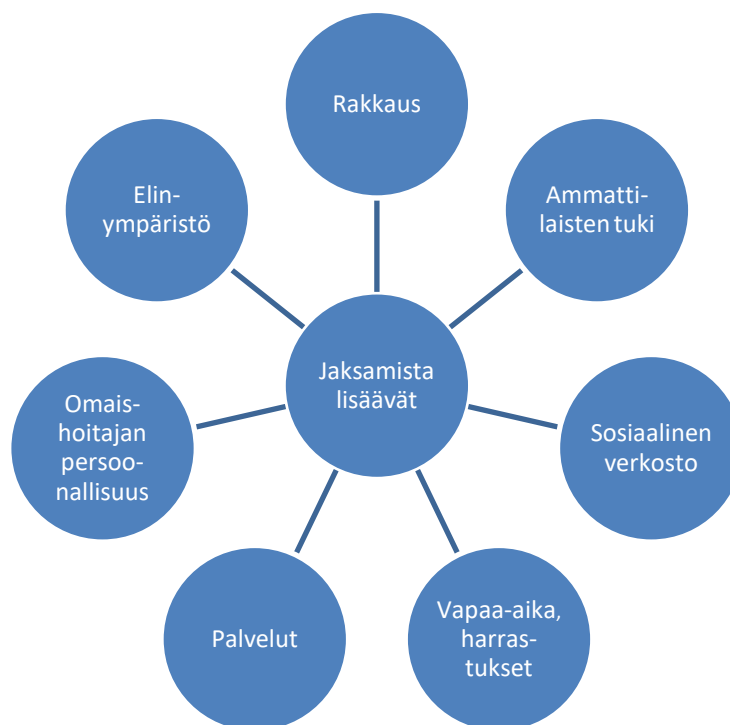 Rakkaus
Ammatti-
laisten tuki
Sosiaalinen
verkosto
Vapaa-aika,
harras-
tukset
Palvelut
Omais-
hoitajan
persoo-
nallisuus
Elin-
ympäristö
Jaksamista
lisäävät